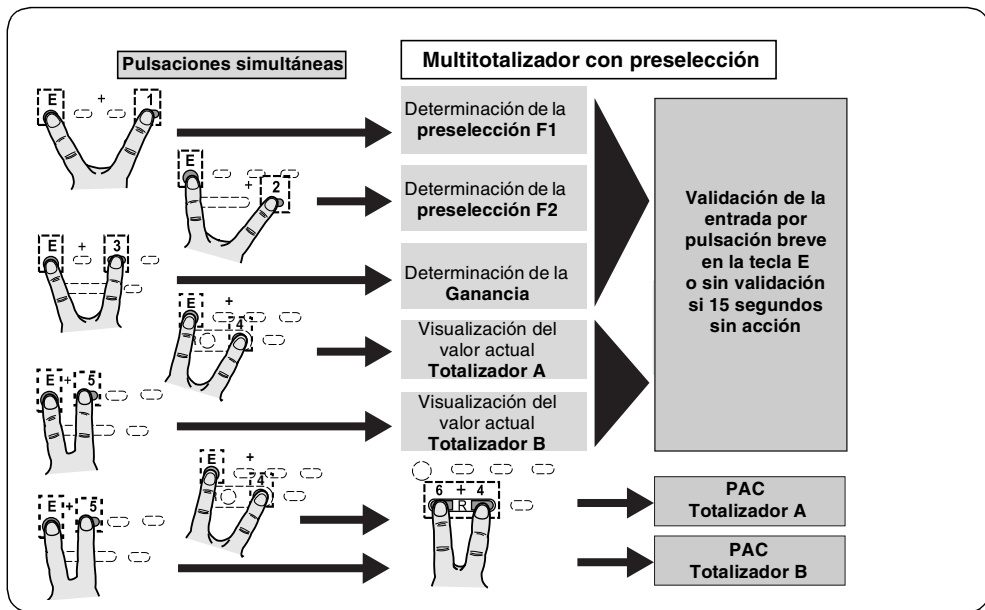 Pulsaciones simultáneas
Multitotalizador con preselección
E + 1
Determinación de la
preselección F1
E + 2
Determinación de la
preselección F2
E + 3
Determinación de la
Ganancia
Validación de la
entrada por
pulsación breve
en la tecla E
o sin validación
si 15 segundos
sin acción
E + 4
Visualización del
valor actual
Totalizador A
E + 5
Visualización del
valor actual
Totalizador B
E + 4
6 + 4
R
PAC
Totalizador A
E + 5
PAC
Totalizador B